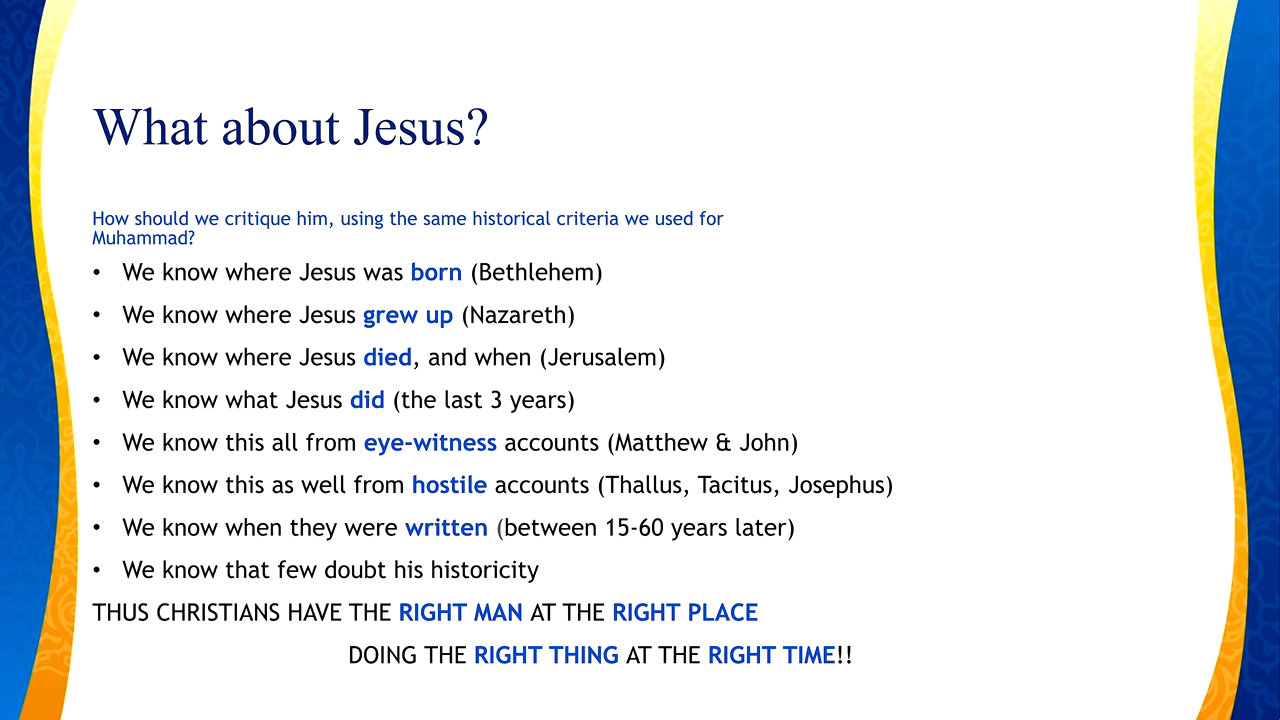 What about Jesus?
How should we critique him, using the same historical criteria we used for
Muhammad?
• We know where Jesus was born (Bethlehem)
• We know where Jesus grew up (Nazareth)
• We know where Jesus died, and when (Jerusalem)
• We know what Jesus did (the last 3 years)
• We know this all from eye-witness accounts (Matthew & John)
• We know this as well from hostile accounts (Thallus, Tacitus, Josephus)
• We know when they were written (between 15-60 years later)
• We know that few doubt his historicity
THUS CHRISTIANS HAVE THE RIGHT MAN AT THE RIGHT PLACE
DOING THE RIGHT THING AT THE RIGHT TIME!!